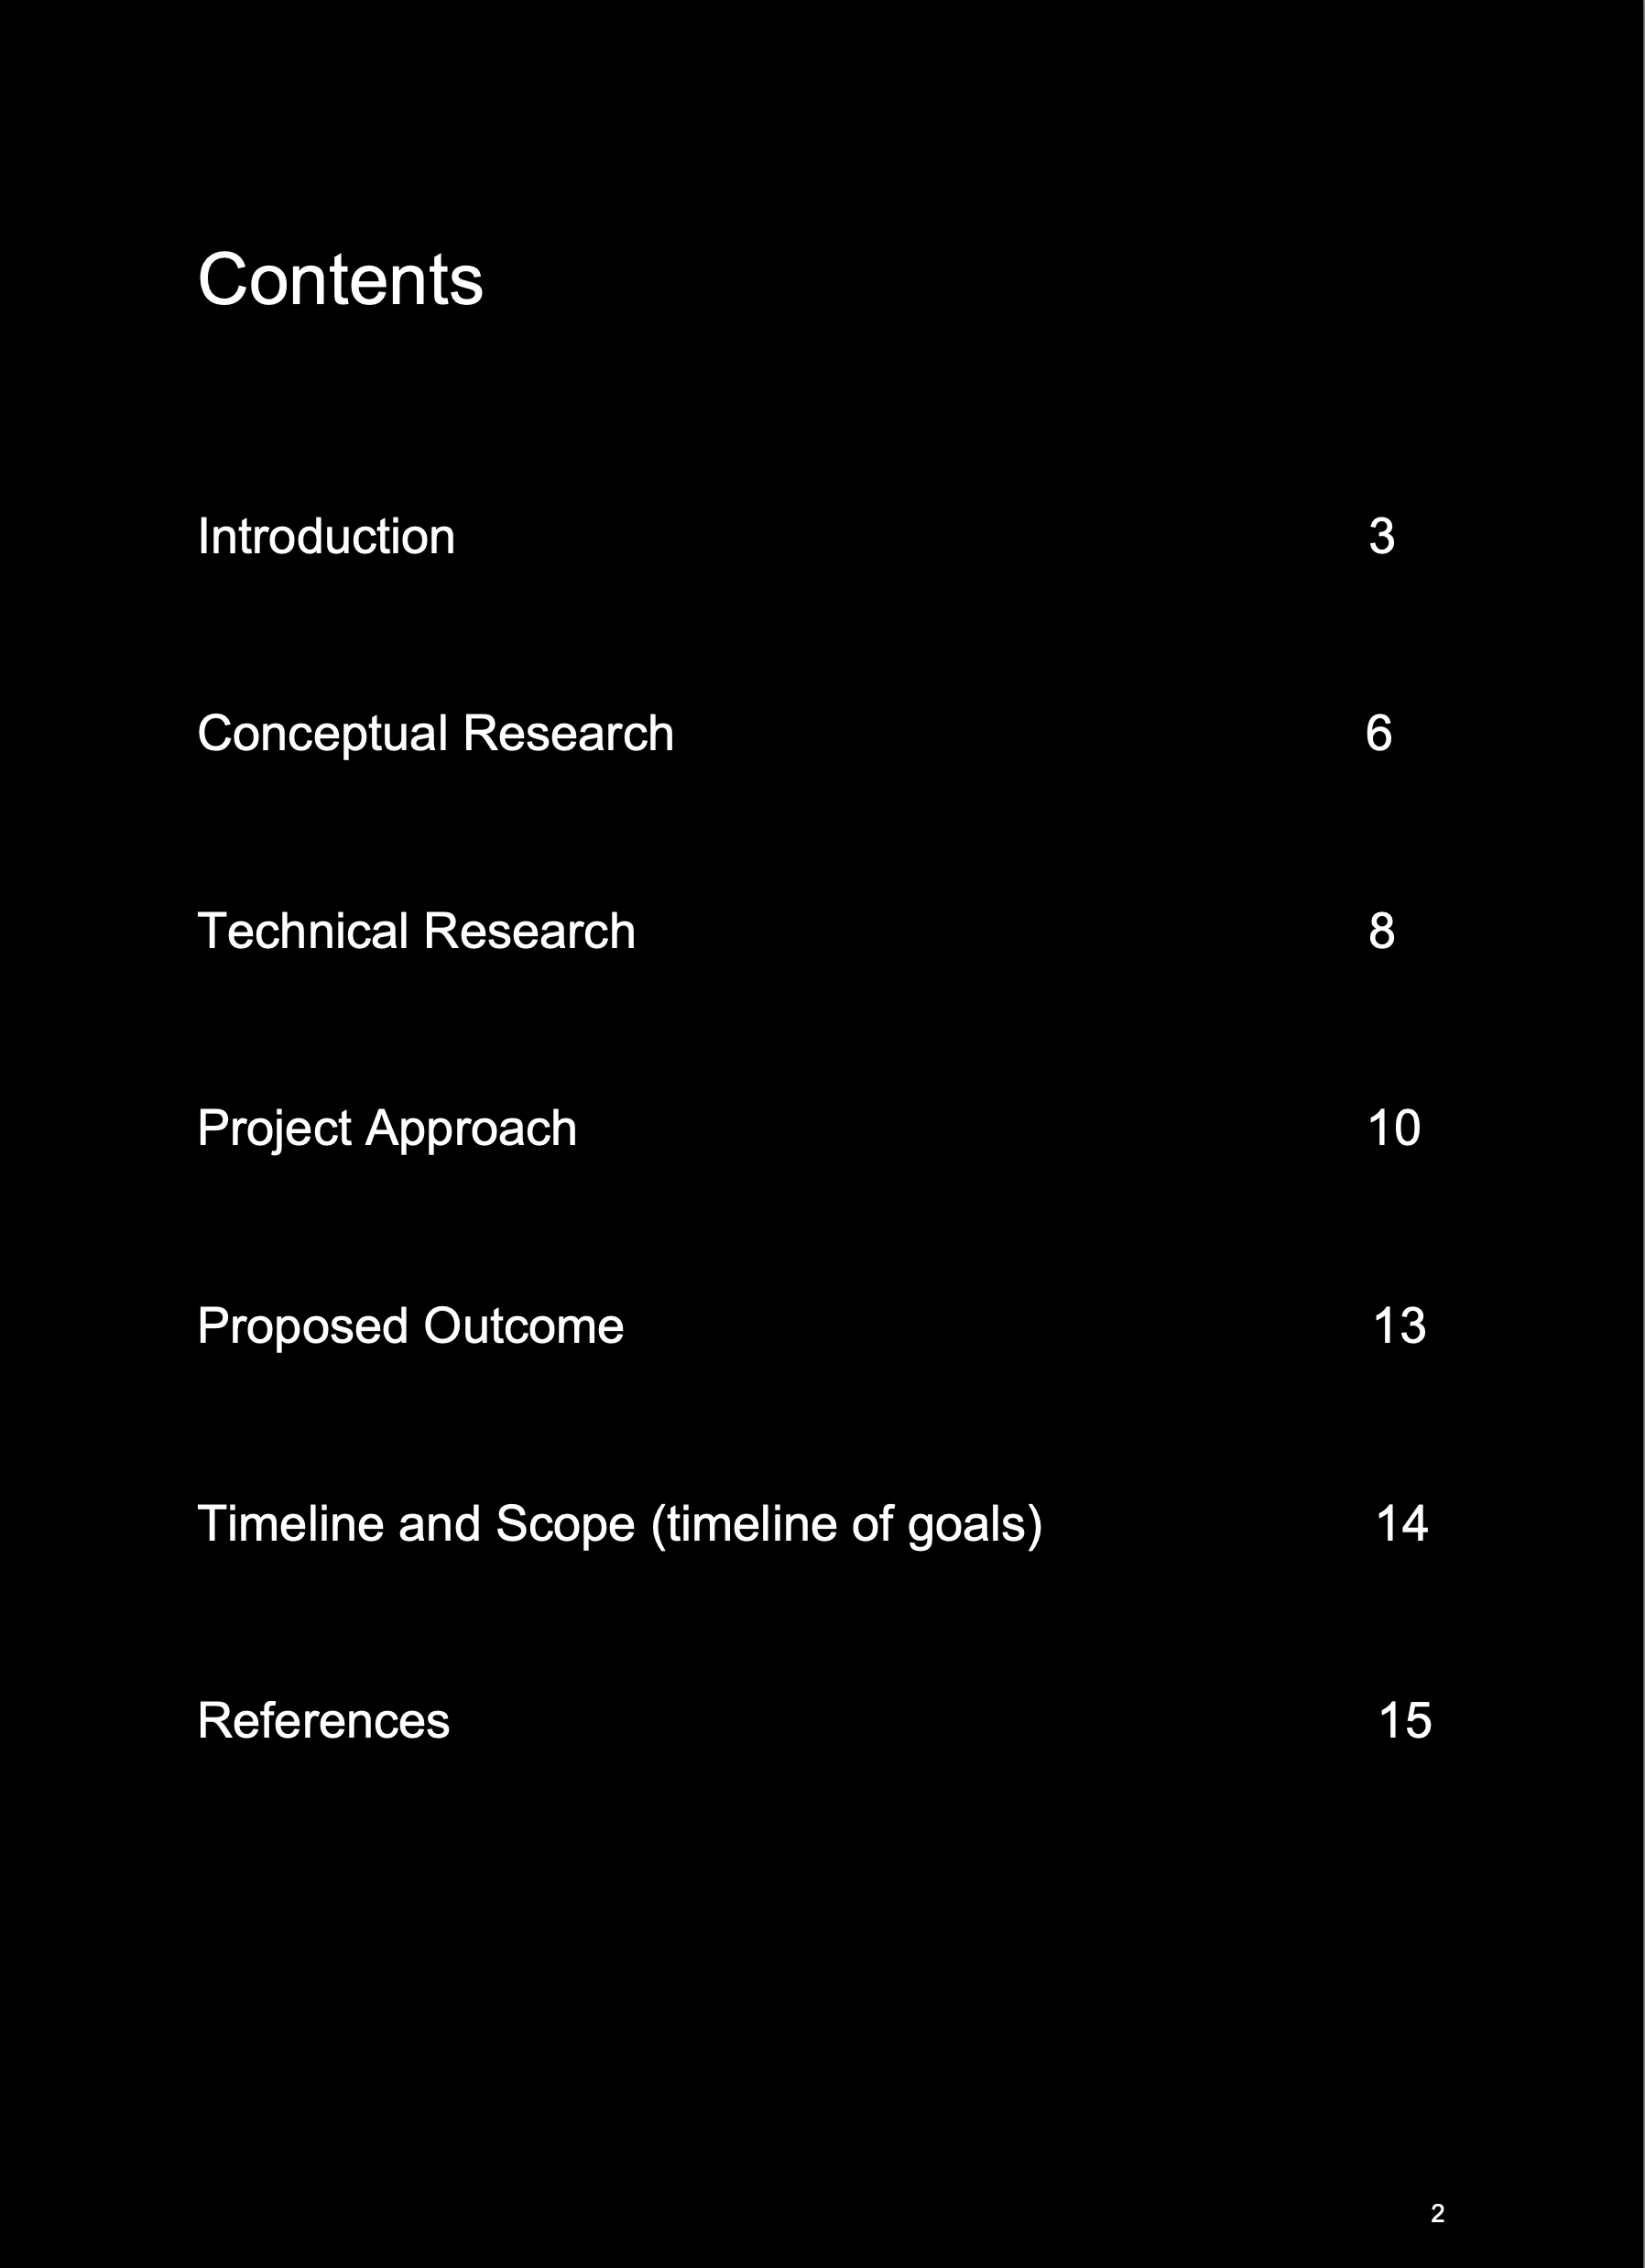 Contents
Introduction 3
Conceptual Research 6
Technical Research 8
Project Approach 10
Proposed Outcome 13
Timeline and Scope (timeline of goals) 14
References 15
2